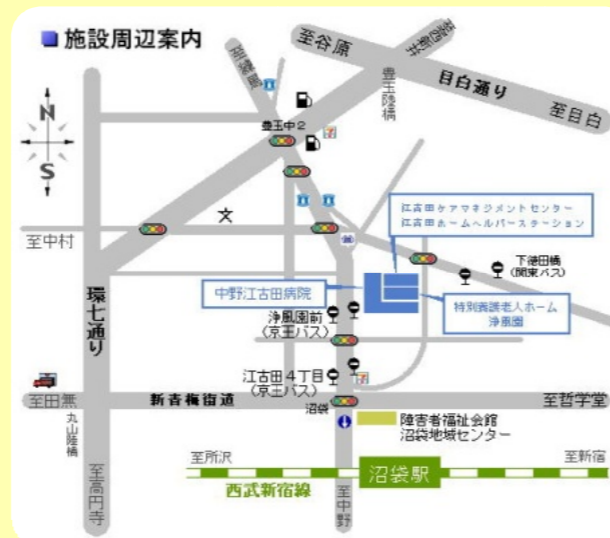 施設周辺案内
至谷原
目白通り
至目白
至西新井
豊玉陸橋
至練馬
豊玉中2
N
S
文
至中村
環七通り
江古田ケアマネジメントセンター
江古田ホームヘルパーステーション
下徳田橋
(関東バス)
中野江古田病院
特別養護老人ホーム
浄風園
浄風園前
(京王バス)
江古田4丁目
(京王バス)
至田無
新青梅街道
沼袋
至哲学堂
丸山陸橋
障害者福祉会館
沼袋地域センター
至所沢
沼袋駅
至新宿
西武新宿線
至高円寺
至中野